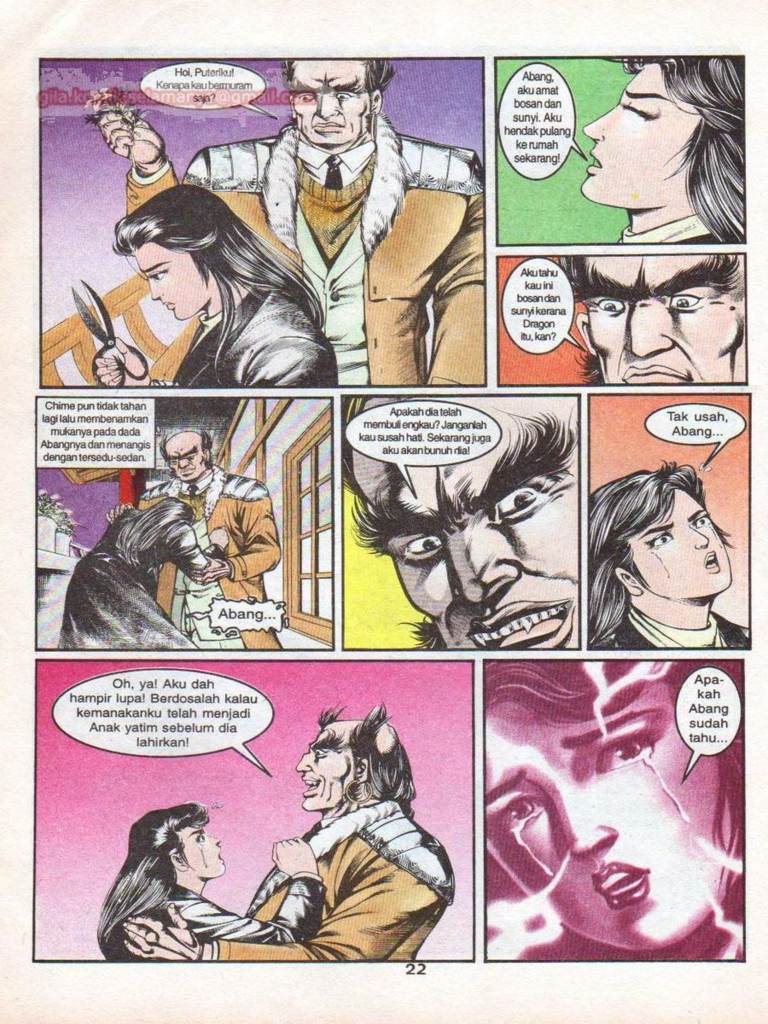 Hoi, Puteriku!
Kenapa kau bermuram
saja?
Abang,
aku amat
bosan dan
sunyi. Aku
hendak pulang
ke rumah
sekarang!
Aku tahu
kau ini
bosan dan
sunyi kerana
Dragon
itu, kan?
Chime pun tidak tahan
lagi lalu membenamkan
mukanya pada dada
Abangnya dan menangis
dengan tersedu-sedan.
Abang...
Apakah dia telah
membuli engkau? Janganlah
kau susah hati. Sekarang juga
aku akan bunuh dia!
Tak usah,
Abang...
Oh, ya! Aku dah
hampir lupa! Berdosalah kalau
kemanakanku telah menjadi
Anak yatim sebelum dia
lahirkan!
Apa-
kah
Abang
sudah
tahu...
22